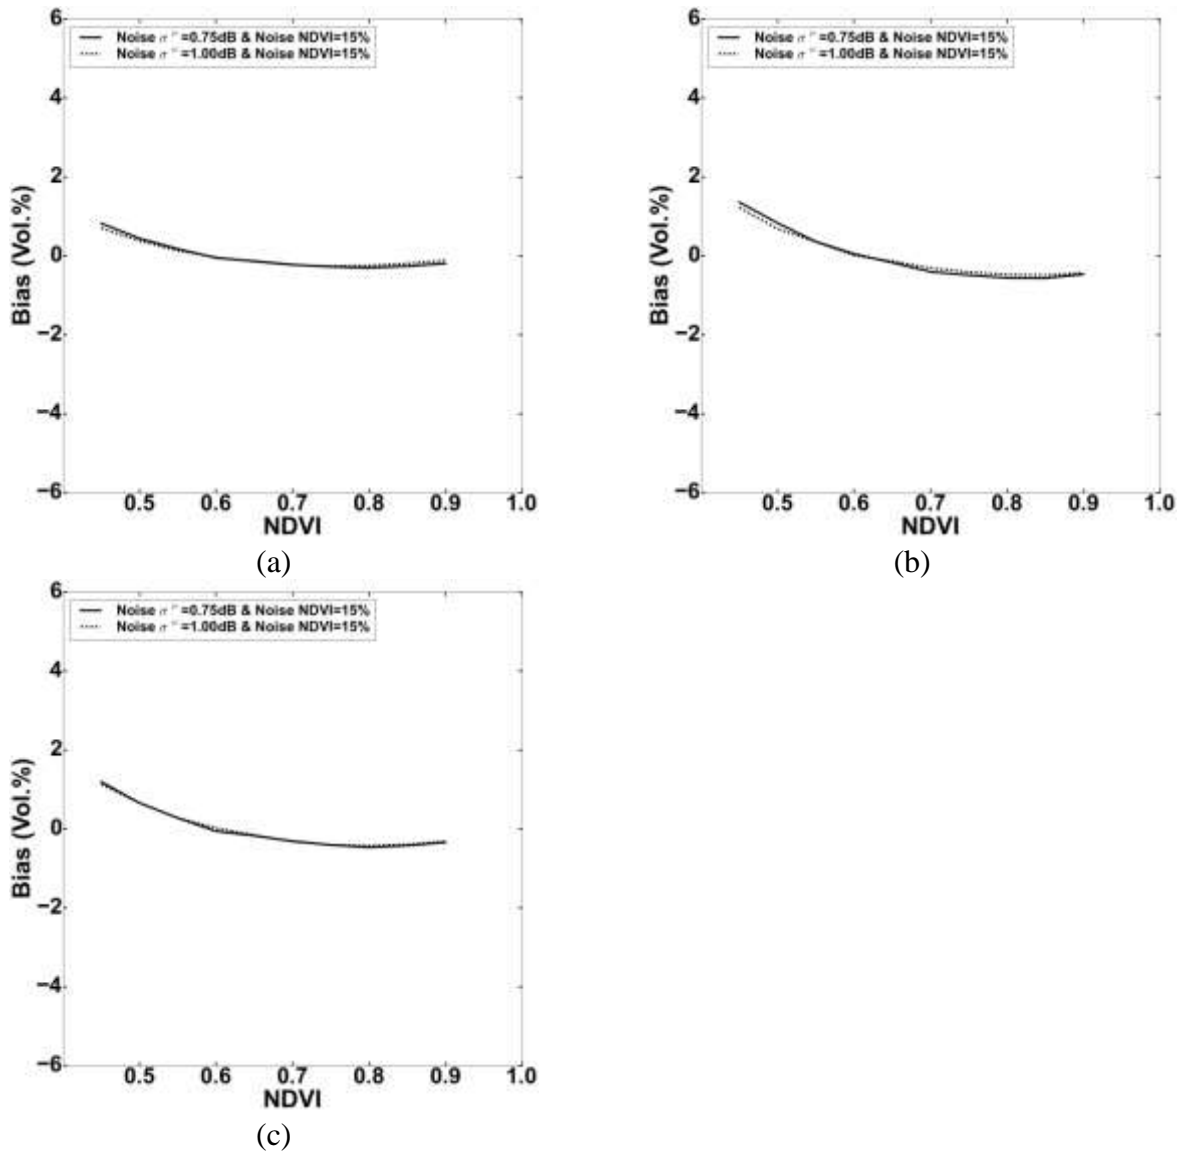 Noise σ =0.75dB & Noise NDVI=15%
Noise σ =1.00dB & Noise NDVI=15%
6
4
2
0
−2
−4
−6
Bias (Vol.%)
0.5 0.6 0.7 0.8 0.9 1.0
NDVI
(a)
Noise σ =0.75dB & Noise NDVI=15%
Noise σ =1.00dB & Noise NDVI=15%
6
4
2
0
−2
−4
−6
Bias (Vol.%)
0.5 0.6 0.7 0.8 0.9 1.0
NDVI
(b)
Noise σ =0.75dB & Noise NDVI=15%
Noise σ =1.00dB & Noise NDVI=15%
6
4
2
0
−2
−4
−6
Bias (Vol.%)
0.5 0.6 0.7 0.8 0.9 1.0
NDVI
(c)